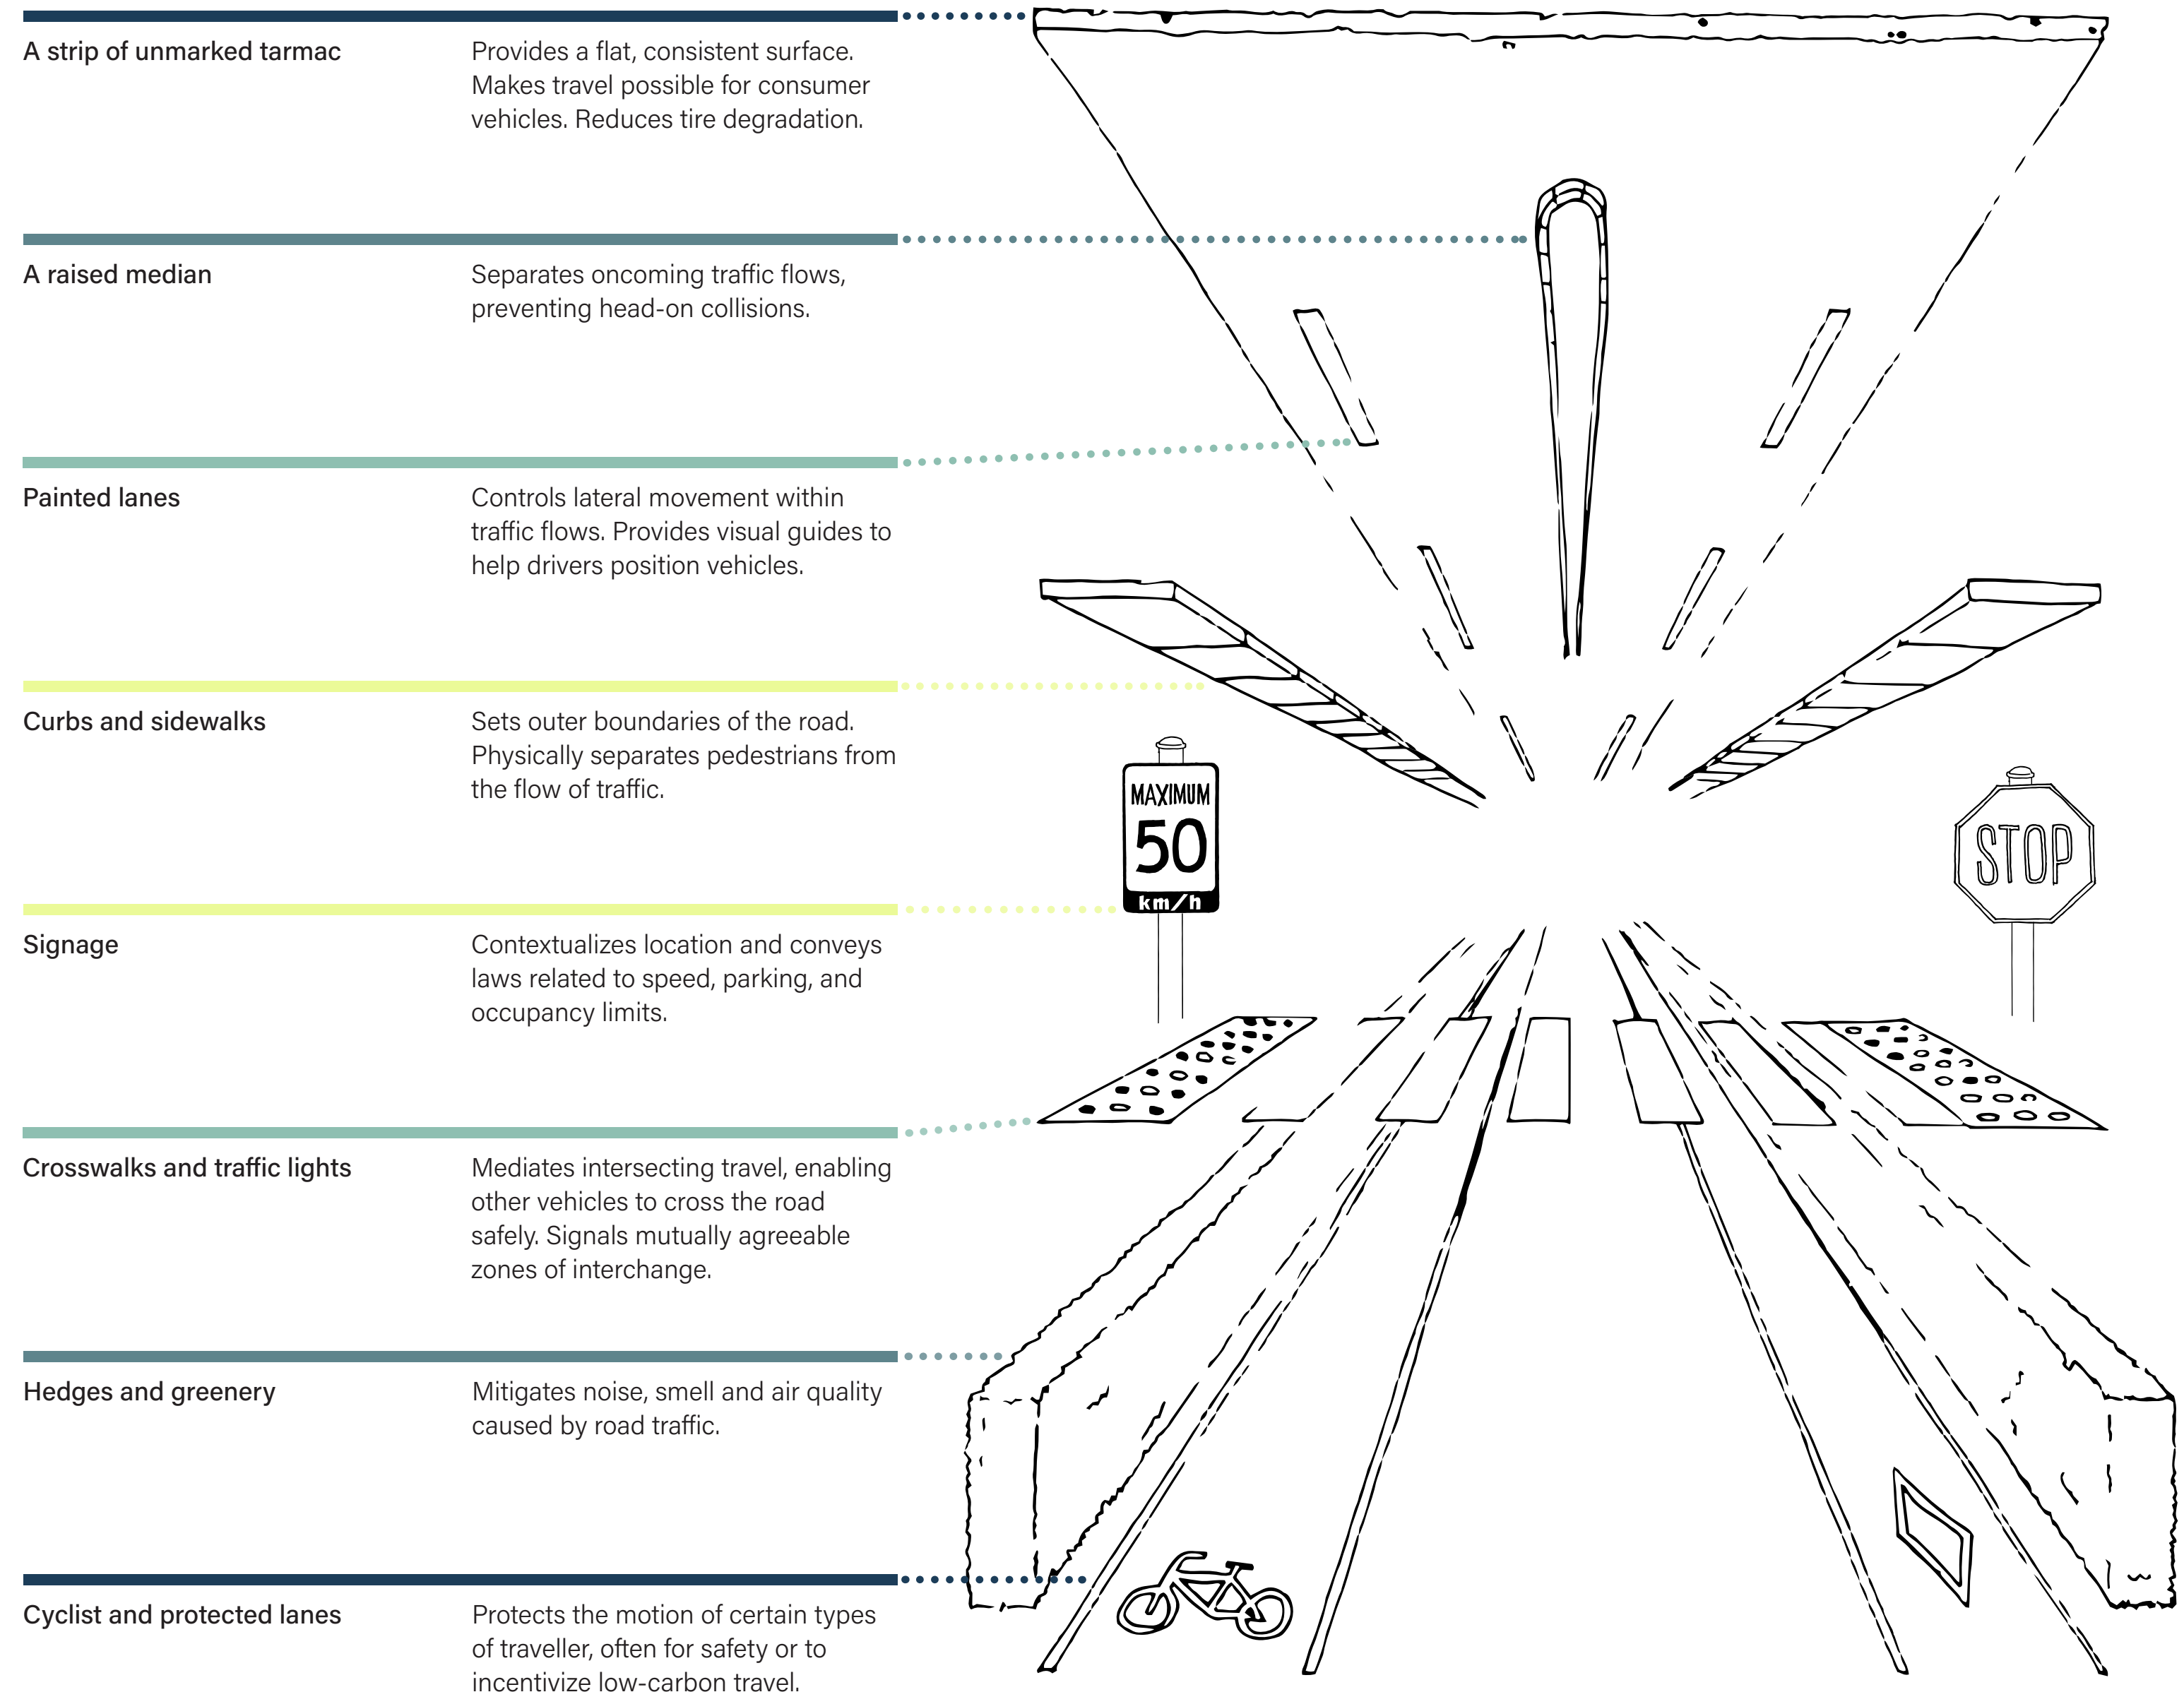 A strip of unmarked tarmac
Provides a flat, consistent surface.
Makes travel possible for consumer
vehicles. Reduces tire degradation.
A raised median
Separates oncoming traffic flows,
preventing head-on collisions.
Painted lanes
Controls lateral movement within
traffic flows. Provides visual guides to
help drivers position vehicles.
Curbs and sidewalks
Sets outer boundaries of the road.
Physically separates pedestrians from
the flow of traffic.
MAXIMUM
50
km/h
STOP
Signage
Contextualizes location and conveys
laws related to speed, parking, and
occupancy limits.
Crosswalks and traffic lights
Mediates intersecting travel, enabling
other vehicles to cross the road
safely. Signals mutually agreeable
zones of interchange.
Hedges and greenery
Mitigates noise, smell and air quality
caused by road traffic.
Cyclist and protected lanes
Protects the motion of certain types
of traveller, often for safety or to
incentivize low-carbon travel.